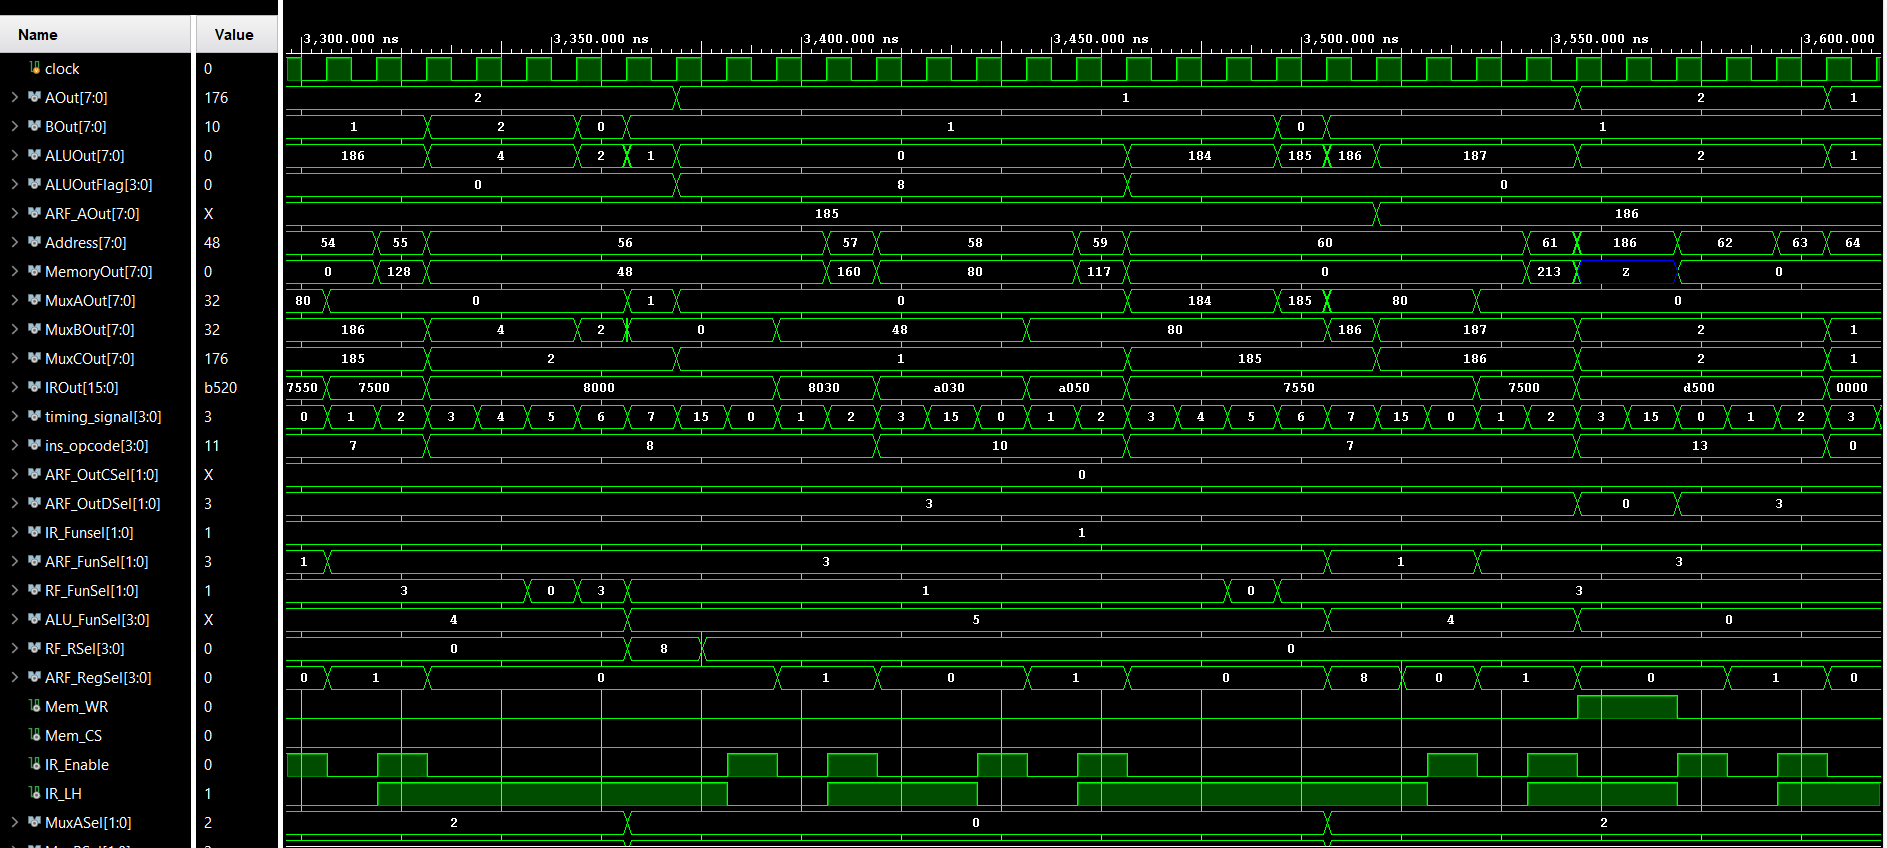 Name Value 3,300.000 ns 3,350.000 ns 3,400.000 ns 3,450.000 ns 3,500.000 ns 3,550.000 ns 3,600.000
clock 0
AOut[7:0] 176 2 1 2 1
BOut[7:0] 10 1 2 0 1 0 1
ALUOut[7:0] 0 186 4 2 1 0 184 185 186 187 2 1
ALUOutFlag[3:0] 0 0 8 0
ARF_AOut[7:0] X 185 186
Address[7:0] 48 54 55 56 57 58 59 60 61 186 62 63 64
MemoryOut[7:0] 0 0 128 48 160 80 117 0 213 Z 0
MuxAOut[7:0] 32 80 0 1 0 184 185 80 0
MuxBOut[7:0] 32 186 4 2 0 48 80 186 187 2 1
MuxCOut[7:0] 176 185 2 1 185 186 2 1
IROut[15:0] b520 7550 7500 8000 8030 a030 a050 7550 7500 d500 0000
timing_signal[3:0] 3 0 1 2 3 4 5 6 7 15 0 1 2 3 15 0 1 2 3 4 5 6 7 15 0 1 2 3 15 0 1 2 3
ins_opcode[3:0] 11 7 8 10 7 13 0
ARF_OutCSel[1:0] X 0
ARF_OutDSel[1:0] 3 3 0 3
IR_Funsel[1:0] 1 1
ARF_FunSel[1:0] 3 1 3 1 3
RF_FunSel[1:0] 1 3 0 3 1 0 3
ALU_FunSel[3:0] X 4 5 4 0
RF_RSel[3:0] 0 0 8 0
ARF_RegSel[3:0] 0 0 1 0 1 0 1 0 8 0 1 0 1 0
Mem_WR 0
Mem_CS 0
IR_Enable 0
IR_LH 1
MuxASel[1:0] 2 2 0 2